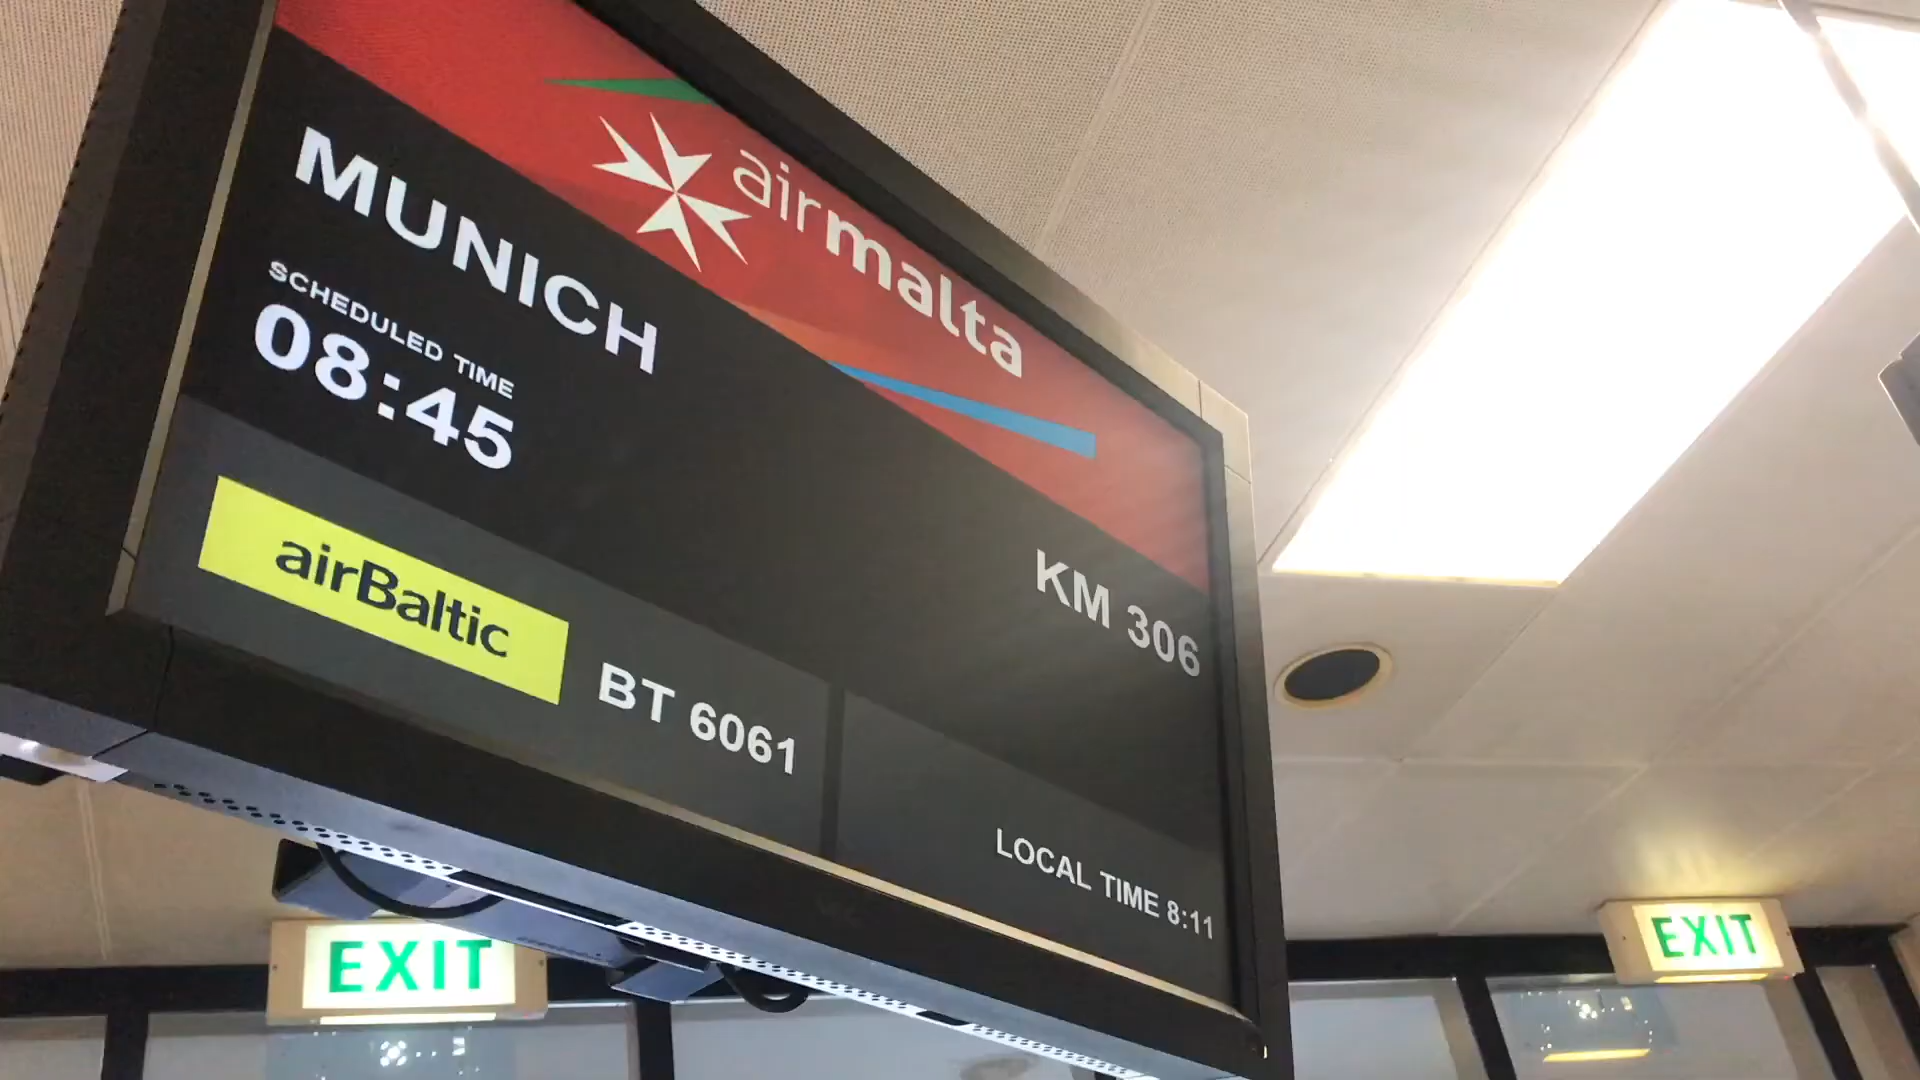 airmalta
MUNICH
SCHEDULED TIME
08:45
KM 306
airBaltic
BT 6061
LOCAL TIME 8:11
EXIT
EXIT